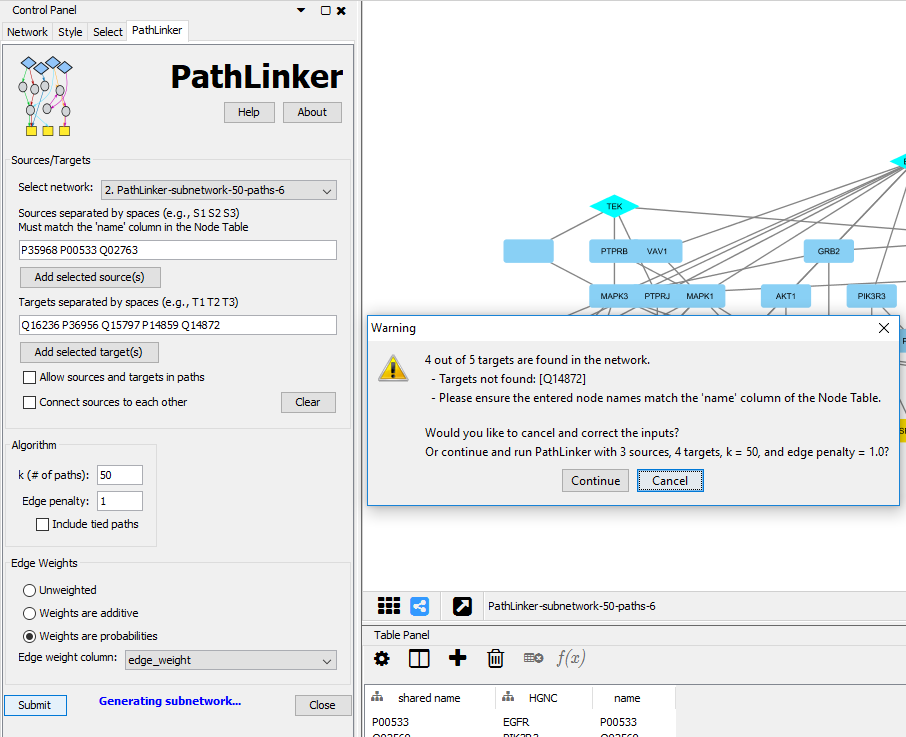 Control Panel
Network Style Select PathLinker
PathLinker
Help About
Sources/Targets
Select network: 2. PathLinker-subnetwork-50-paths-6
Sources separated by spaces (e.g., S1 S2 S3)
Must match the 'name' column in the Node Table
P35968 P00533 Q02763
Add selected source(s)
Targets separated by spaces (e.g., T1 T2 T3)
Q16236 P36956 Q15797 P14859 Q14872
Add selected target(s)
Allow sources and targets in paths
Connect sources to each other
Clear
Algorithm
k (# of paths): 50
Edge penalty: 1
Include tied paths
Edge Weights
Unweighted
Weights are additive
Weights are probabilities
Edge weight column: edge_weight
Submit Generating subnetwork... Close
TEK
PTPRB VAV1 GRB2
MAPK3 PTPRJ MAPK1 AKT1 PIK3R3
Warning
4 out of 5 targets are found in the network.
- Targets not found: [Q14872]
- Please ensure the entered node names match the 'name' column of the Node Table.
Would you like to cancel and correct the inputs?
Or continue and run PathLinker with 3 sources, 4 targets, k = 50, and edge penalty = 1.0?
Continue Cancel
PathLinker-subnetwork-50-paths-6
Table Panel
f(x)
shared name HGNC name
P00533 EGFR P00533